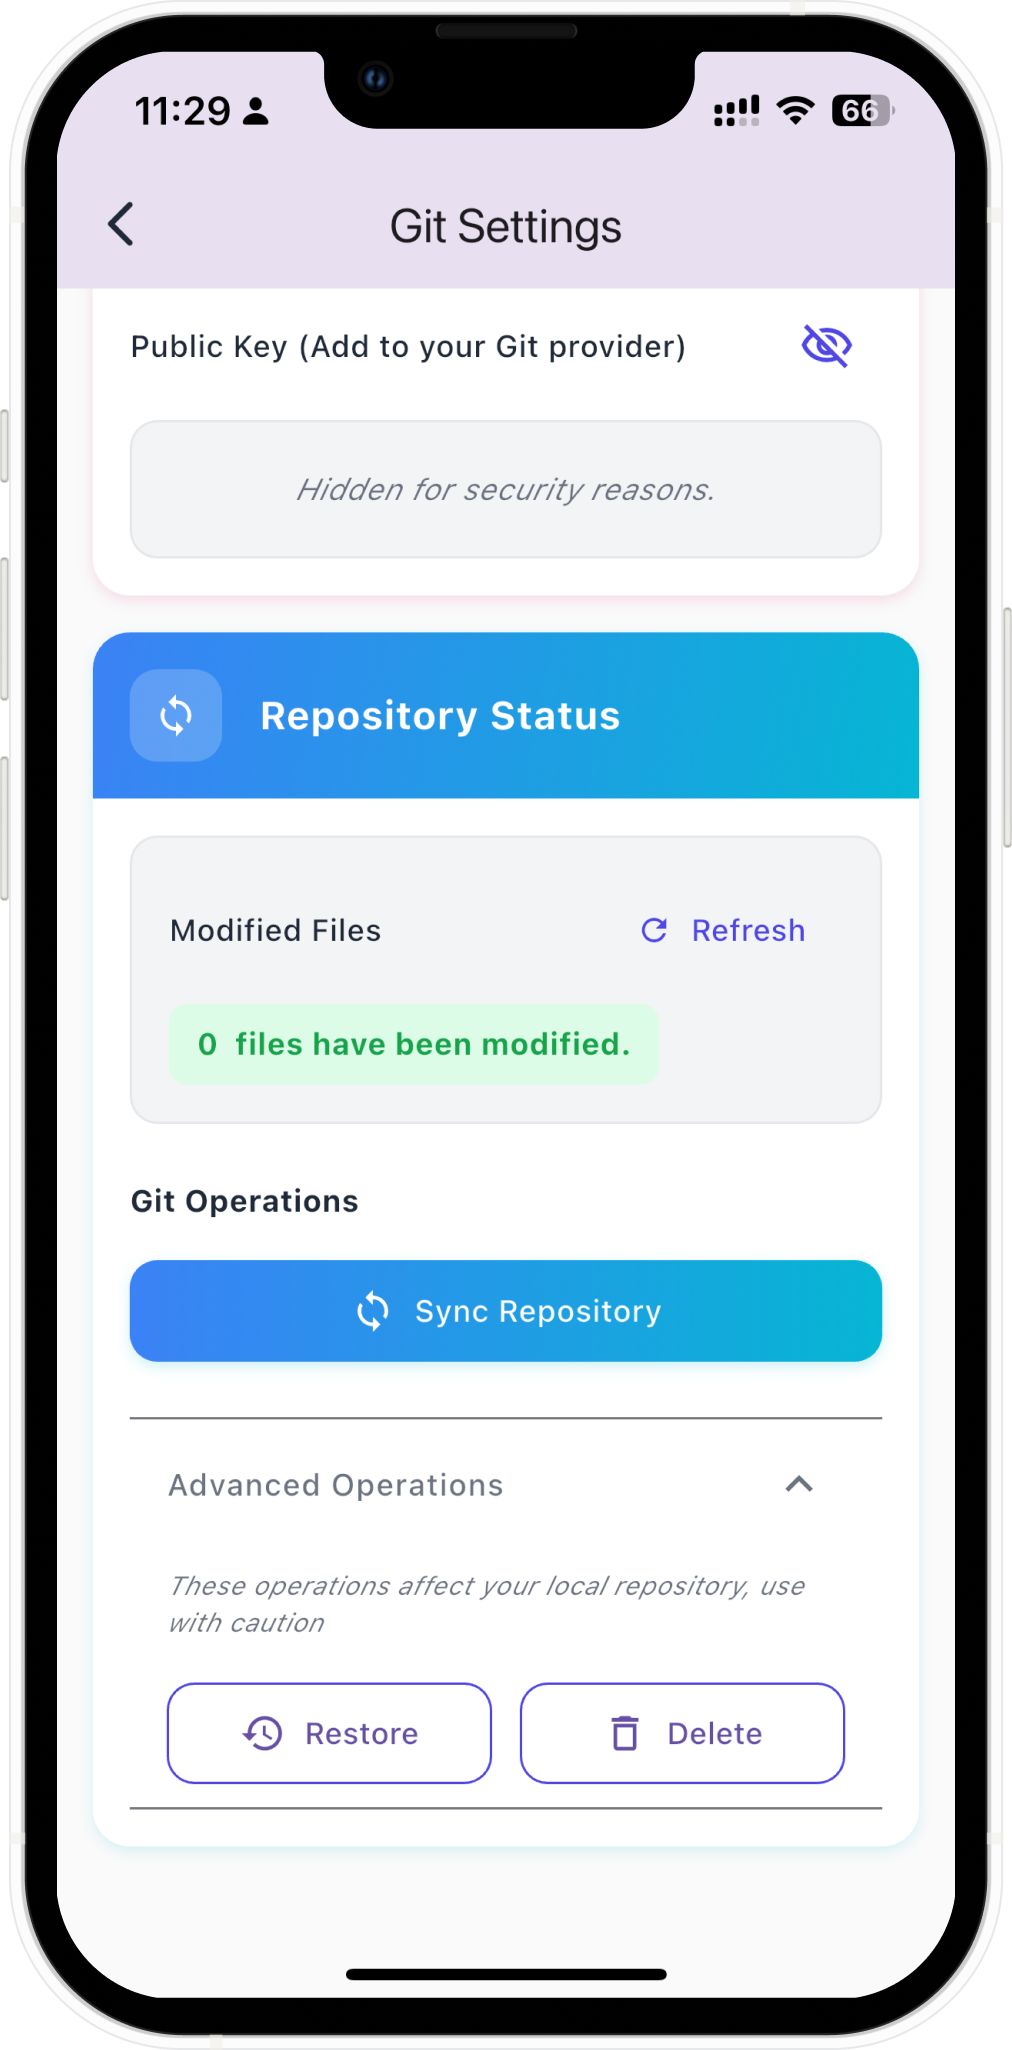 11:29
66
Git Settings
Public Key (Add to your Git provider)
Hidden for security reasons.
Repository Status
Modified Files
Refresh
0 files have been modified.
Git Operations
Sync Repository
Advanced Operations
These operations affect your local repository, use
with caution
Restore
Delete